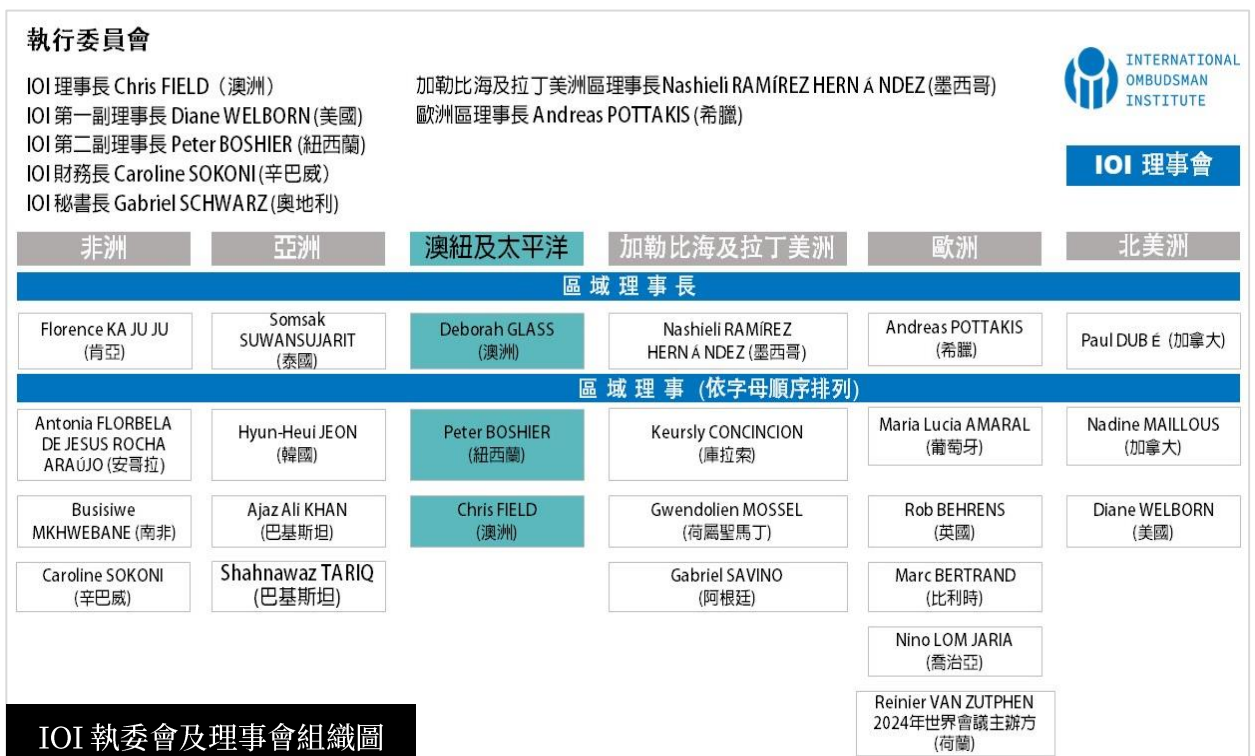 執行委員會
IOI 理事長 Chris FIELD（澳洲）
IOI 第一副理事長 Diane WELBORN (美國)
IOI 第二副理事長 Peter BOSHIER (紐西蘭)
IOI 財務長 Caroline SOKONI (辛巴威）
IOI 秘書長 Gabriel SCHWARZ (奧地利)
加勒比海及拉丁美洲區理事長Nashieli RAMÍREZ HERN Á NDEZ (墨西哥)
歐洲區理事長 Andreas POTTAKIS (希臘)
INTERNATIONAL
OMBUDSMAN
INSTITUTE
IOI 理事會
非洲 亞洲 澳紐及太平洋 加勒比海及拉丁美洲 歐洲 北美洲
區域理事長
Florence KA JU JU
(肯亞)
Somsak
SUWANSUJARIT
(泰國)
Deborah GLASS
(澳洲)
Nashieli RAMÍREZ
HERN Á NDEZ (墨西哥)
Andreas POTTAKIS
(希臘)
Paul DUB É (加拿大)
區域理事 (依字母順序排列)
Antonia FLORBELA
DE JESUS ROCHA
ARAÚJO (安哥拉)
Hyun-Heui JEON
(韓國)
Peter BOSHIER
(紐西蘭)
Keursly CONCINCION
(庫拉索)
Maria Lucia AMARAL
(葡萄牙)
Nadine MAILLOUS
(加拿大)
Busisiwe
MKHWEBANE (南非)
Ajaz Ali KHAN
(巴基斯坦)
Chris FIELD
(澳洲)
Gwendolien MOSSEL
(荷屬聖馬丁)
Rob BEHRENS
(英國)
Diane WELBORN
(美國)
Caroline SOKONI
(辛巴威)
Shahnawaz TARIQ
(巴基斯坦)
Gabriel SAVINO
(阿根廷)
Marc BERTRAND
(比利時)
Nino LOM JARIA
(喬治亞)
Reinier VAN ZUTPHEN
2024年世界會議主辦方
(荷蘭)
IOI 執委會及理事會組織圖